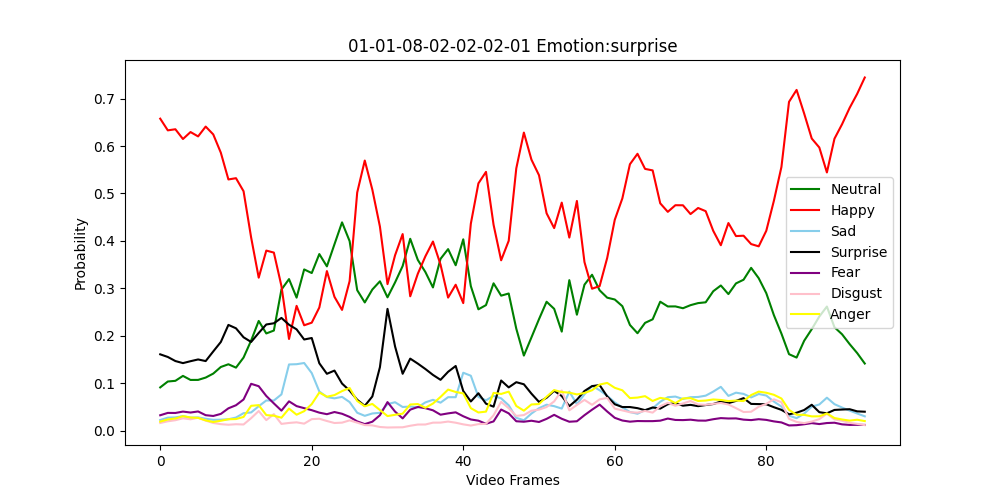 01-01-08-02-02-02-01 Emotion:surprise
Probability
0.7
0.6
0.5
0.4
0.3
0.2
0.1
0.0
Neutral
Happy
Sad
Surprise
Fear
Disgust
Anger
0 20 40 60 80
Video Frames